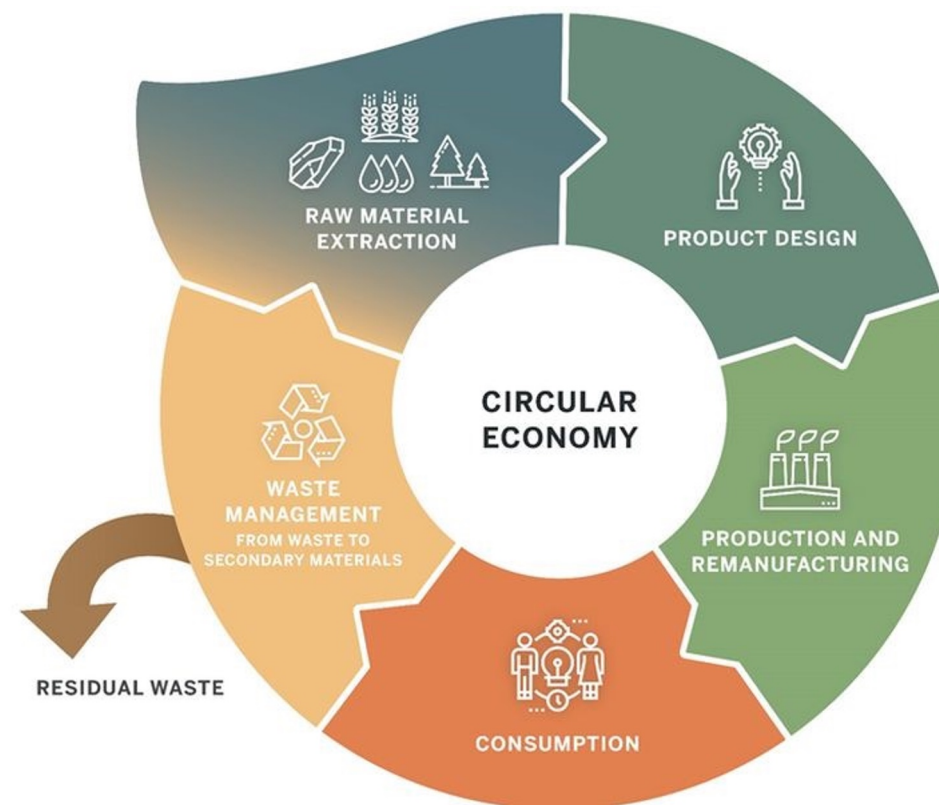 RAW MATERIAL
EXTRACTION
PRODUCT DESIGN
CIRCULAR
ECONOMY
PRODUCTION AND
REMANUFACTURING
WASTE
MANAGEMENT
FROM WASTE TO
SECONDARY MATERIALS
CONSUMPTION
RESIDUAL WASTE